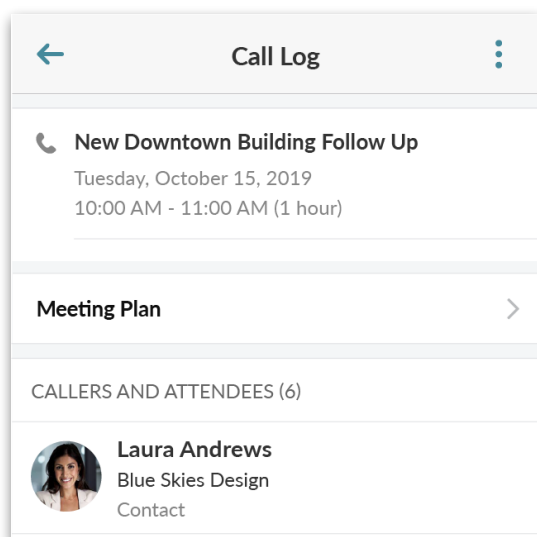 Call Log
New Downtown Building Follow Up
Tuesday, October 15, 2019
10:00 AM - 11:00 AM (1 hour)
Meeting Plan
CALLERS AND ATTENDEES (6)
Laura Andrews
Blue Skies Design
Contact